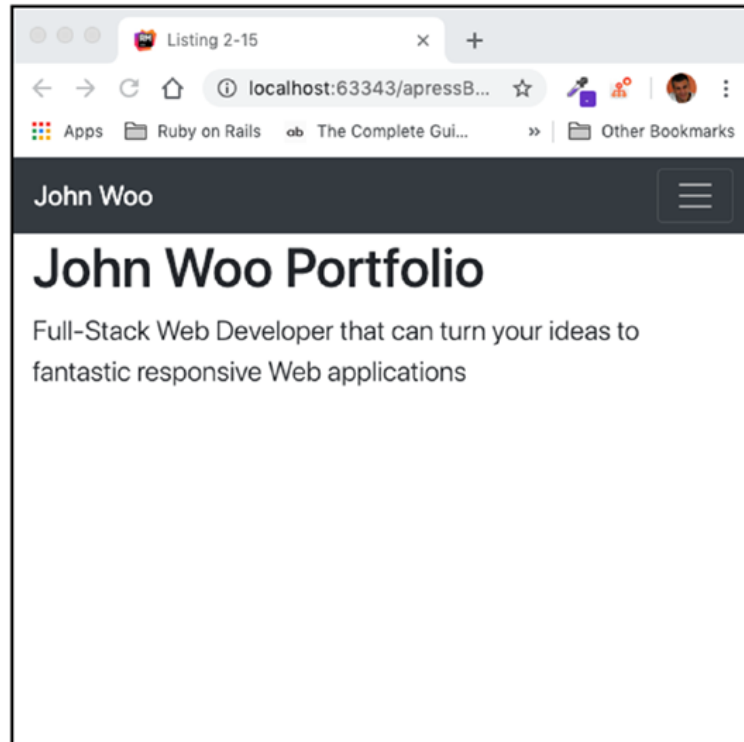 Listing 2-15
localhost:63343/apressB...
Apps Ruby on Rails ab The Complete Gui... » Other Bookmarks
John Woo
John Woo Portfolio
Full-Stack Web Developer that can turn your ideas to
fantastic responsive Web applications